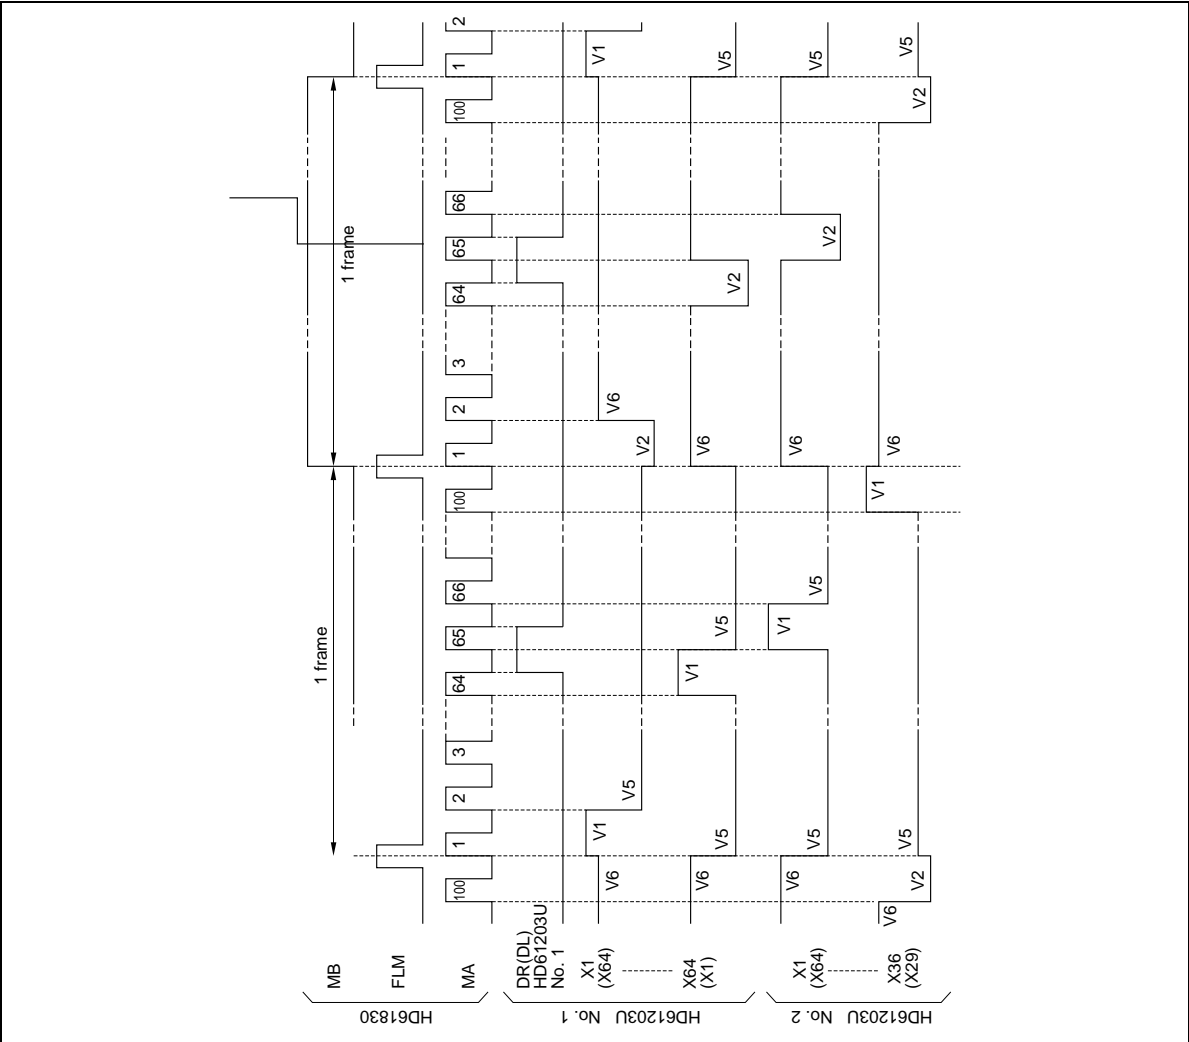 HD61830
MB
1 frame 1 frame
FLM
MA 100 1 2 3 64 65 66 100 1 2 3 64 65 66 100 1 2
HD61203U No. 1
DR(DL)
HD61203U
No. 1
X1 V6 V1 V5 V2 V6 V1
(X64)
X64 V6 V5 V1 V5 V6 V2 V5
(X1)
HD61203U No. 2
X1 V6 V5 V1 V5 V6 V2 V5
(X64)
X36 V6 V2 V5 V1 V6 V2 V5
(X29)